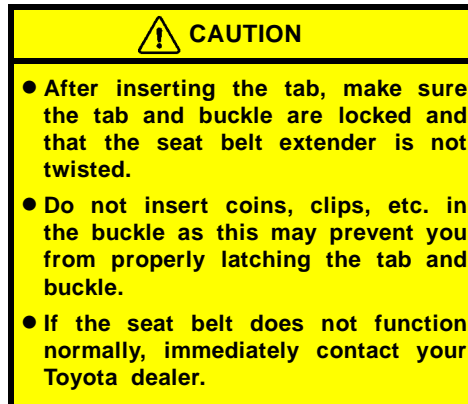 CAUTION
● After inserting the tab, make sure
the tab and buckle are locked and
that the seat belt extender is not
twisted.
● Do not insert coins, clips, etc. in
the buckle as this may prevent you
from properly latching the tab and
buckle.
● If the seat belt does not function
normally, immediately contact your
Toyota dealer.